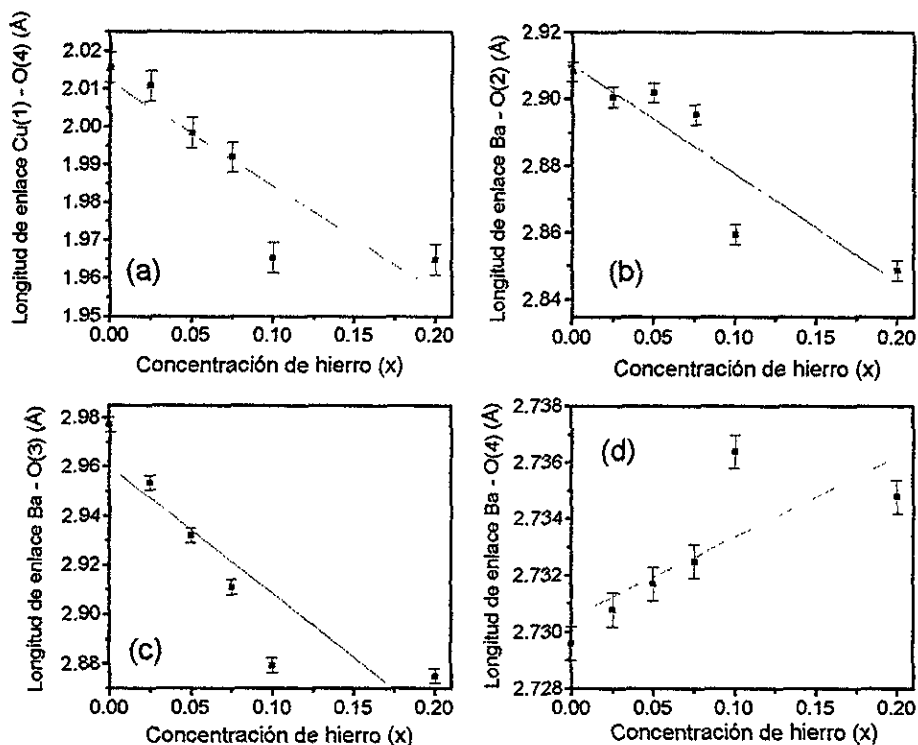 Longitud de enlace Cu(1) - O(4) (Å)
2.02
2.01
2.00
1.99
1.98
1.97
1.96
1.95
(a)
0.00 0.05 0.10 0.15 0.20
Concentración de hierro (x)
Longitud de enlace Ba - O(2) (Å)
2.92
2.90
2.88
2.86
2.84
(b)
0.00 0.05 0.10 0.15 0.20
Concentración de hierro (x)
Longitud de enlace Ba - O(3) (Å)
2.98
2.96
2.94
2.92
2.90
2.88
(c)
0.00 0.05 0.10 0.15 0.20
Concentración de hierro (x)
Longitud de enlace Ba - O(4) (Å)
2.738
2.736
2.734
2.732
2.730
2.728
(d)
0.00 0.05 0.10 0.15 0.20
Concentración de hierro (x)